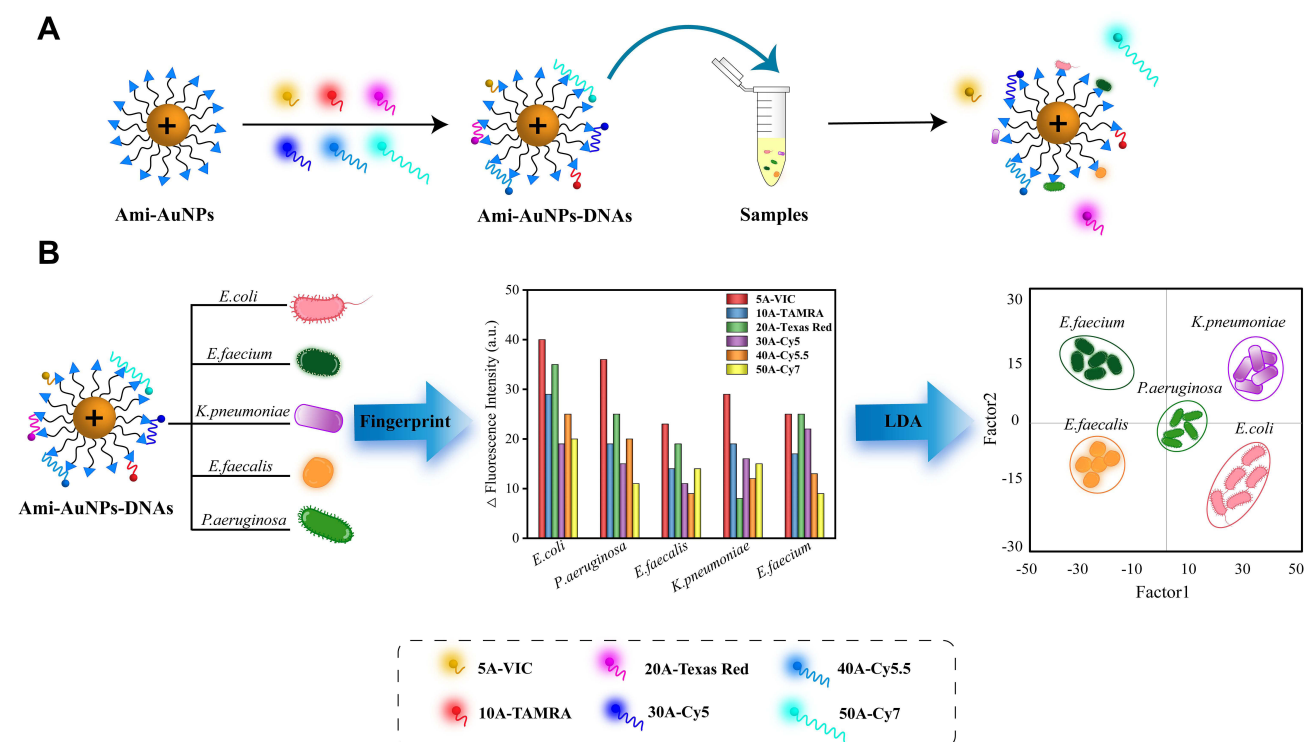 A
+
+
+
Ami-AuNPs
Ami-AuNPs-DNAs
Samples
B
E.coli
E.faecium
K.pneumoniae
E.faecalis
P.aeruginosa
+
Ami-AuNPs-DNAs
Fingerprint
50
40
30
20
10
0
△ Fluorescence Intensity (a.u.)
5A-VIC
10A-TAMRA
20A-Texas Red
30A-Cy5
40A-Cy5.5
50A-Cy7
E.coli
P.aeruginosa
E.faecalis
K.pneumoniae
E.faecium
LDA
30
15
0
-15
-30
Factor2
E.faecium
K.pneumoniae
P.aeruginosa
E.faecalis
E.coli
-50 -30 -10 10 30 50
Factor1
5A-VIC
20A-Texas Red
40A-Cy5.5
10A-TAMRA
30A-Cy5
50A-Cy7